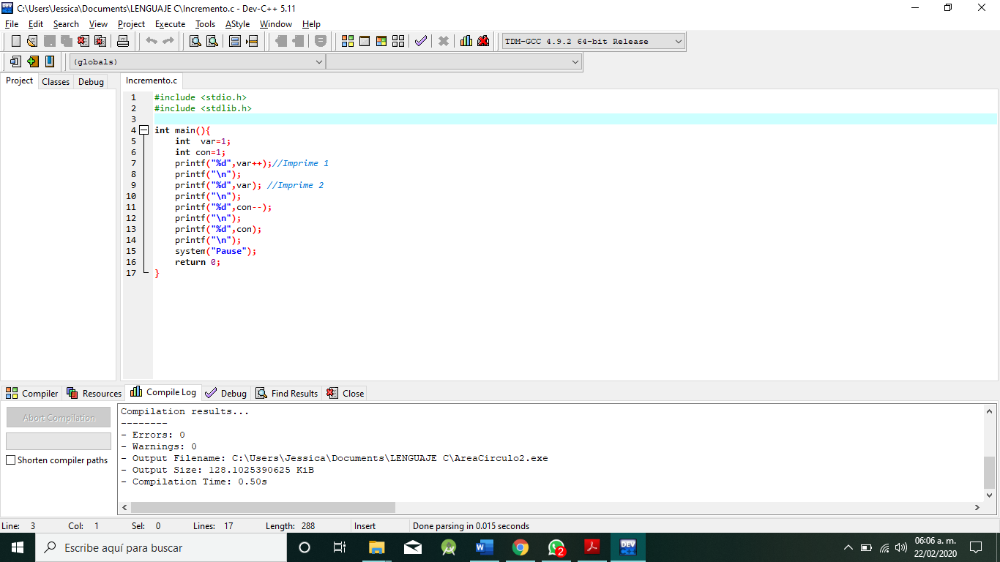 C:\Users\Jessica\Documents\LENGUAJE C\Incremento.c - Dev-C++ 5.11
File Edit Search View Project Execute Tools AStyle Window Help
TDM-GCC 4.9.2 64-bit Release
(globals)
Project Classes Debug Incremento.c
1 #include <stdio.h>
2 #include <stdlib.h>
3
4 int main(){
5 int  var=1;
6 int con=1;
7 printf("%d",var++);//Imprime 1
8 printf("\n");
9 printf("%d",var); //Imprime 2
10 printf("\n");
11 printf("%d",con--);
12 printf("\n");
13 printf("%d",con);
14 printf("\n");
15 system("Pause");
16 return 0;
17 }
Compiler Resources Compile Log Debug Find Results Close
Abort Compilation
Shorten compiler paths
Compilation results...
--------
- Errors: 0
- Warnings: 0
- Output Filename: C:\Users\Jessica\Documents\LENGUAJE C\AreaCirculo2.exe
- Output Size: 128.1025390625 KiB
- Compilation Time: 0.50s
Line: 3 Col: 1 Sel: 0 Lines: 17 Length: 288 Insert Done parsing in 0.015 seconds
Escribe aquí para buscar
W
2
DEV
06:06 a. m.
22/02/2020